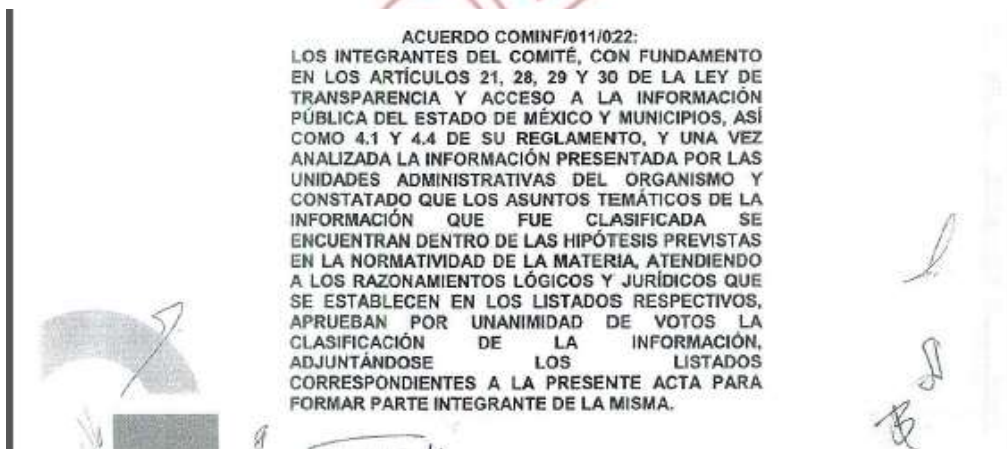 ACUERDO COMINF/011/022:
LOS INTEGRANTES DEL COMITÉ, CON FUNDAMENTO
EN LOS ARTÍCULOS 21, 28, 29 Y 30 DE LA LEY DE
TRANSPARENCIA Y ACCESO A LA INFORMACIÓN
PÚBLICA DEL ESTADO DE MÉXICO Y MUNICIPIOS, ASÍ
COMO 4.1 Y 4.4 DE SU REGLAMENTO, Y UNA VEZ
ANALIZADA LA INFORMACIÓN PRESENTADA POR LAS
UNIDADES ADMINISTRATIVAS DEL ORGANISMO Y
CONSTATADO QUE LOS ASUNTOS TEMÁTICOS DE LA
INFORMACIÓN QUE FUE CLASIFICADA SE
ENCUENTRAN DENTRO DE LAS HIPÓTESIS PREVISTAS
EN LA NORMATIVIDAD DE LA MATERIA, ATENDIENDO
A LOS RAZONAMIENTOS LÓGICOS Y JURÍDICOS QUE
SE ESTABLECEN EN LOS LISTADOS RESPECTIVOS,
APRUEBAN POR UNANIMIDAD DE VOTOS LA
CLASIFICACIÓN DE LA INFORMACIÓN,
ADJUNTÁNDOSE LOS LISTADOS
CORRESPONDIENTES A LA PRESENTE ACTA PARA
FORMAR PARTE INTEGRANTE DE LA MISMA.